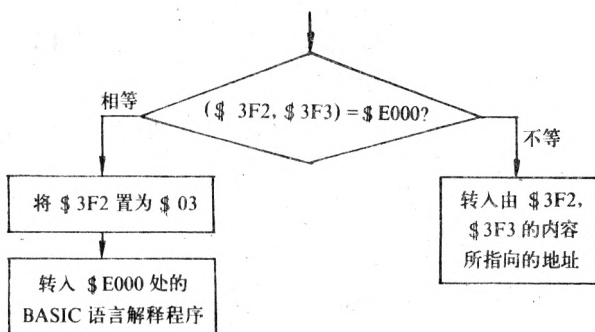 ($ 3F2, $ 3F3) = $ E000?
相等
不等
将 $ 3F2 置为 $ 03
转入 $ E000 处的
BASIC 语言解释程序
转入由 $ 3F2,
$ 3F3 的内容
所指向的地址